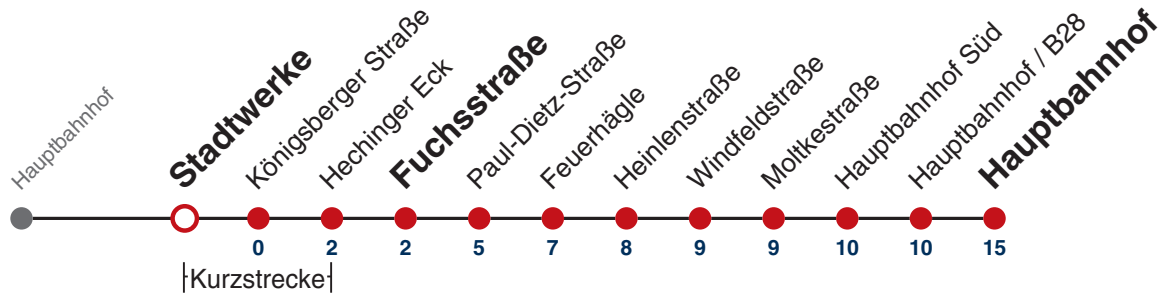 Hauptbahnhof
Stadtwerke
Königsberger Straße
Hechinger Eck
Fuchsstraße
Paul-Dietz-Straße
Feuerhägle
Heinlenstraße
Windfeldstraße
Moltkestraße
Hauptbahnhof Süd
Hauptbahnhof / B28
Hauptbahnhof
0 2 2 5 7 8 9 9 10 10 15
Kurzstrecke